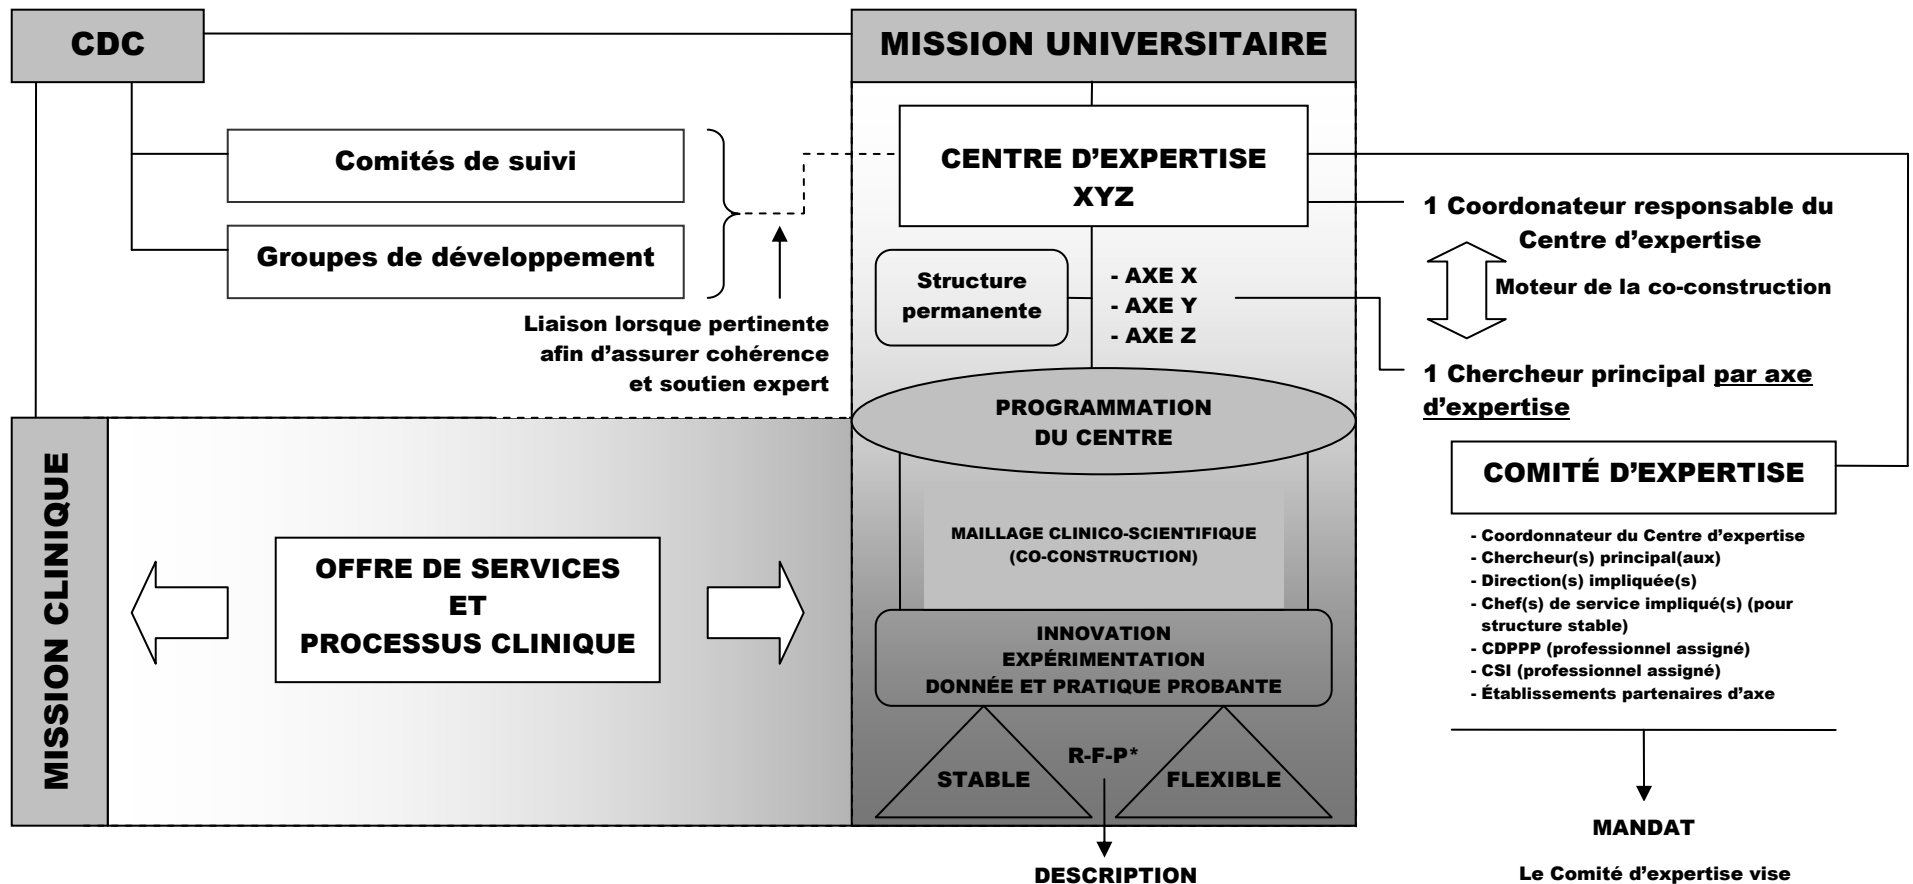 CDC
MISSION UNIVERSITAIRE
Comités de suivi
Groupes de développement
Liaison lorsque pertinente
afin d’assurer cohérence
et soutien expert
CENTRE D’EXPERTISE
XYZ
Structure
permanente
- AXE X
- AXE Y
- AXE Z
1 Coordonateur responsable du
Centre d’expertise
Moteur de la co-construction
1 Chercheur principal par axe
d’expertise
PROGRAMMATION
DU CENTRE
MISSION CLINIQUE
OFFRE DE SERVICES
ET
PROCESSUS CLINIQUE
MAILLAGE CLINICO-SCIENTIFIQUE
(CO-CONSTRUCTION)
INNOVATION
EXPÉRIMENTATION
DONNÉE ET PRATIQUE PROBANTE
STABLE
R-F-P*
FLEXIBLE
DESCRIPTION
COMITÉ D’EXPERTISE
- Coordonnateur du Centre d’expertise
- Chercheur(s) principal(aux)
- Direction(s) impliquée(s)
- Chef(s) de service impliqué(s) (pour
structure stable)
- CDPPP (professionnel assigné)
- CSI (professionnel assigné)
- Établissements partenaires d’axe
MANDAT
Le Comité d’expertise vise